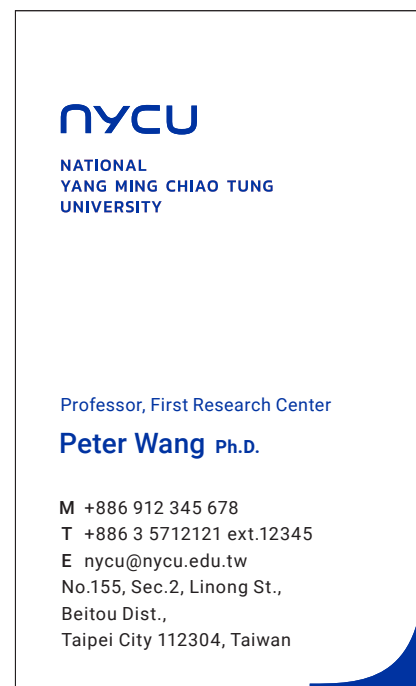 NYCU
NATIONAL
YANG MING CHIAO TUNG
UNIVERSITY
Professor, First Research Center
Peter Wang Ph.D.
M +886 912 345 678
T +886 3 5712121 ext.12345
E nycu@nycu.edu.tw
No.155, Sec.2, Linong St.,
Beitou Dist.,
Taipei City 112304, Taiwan